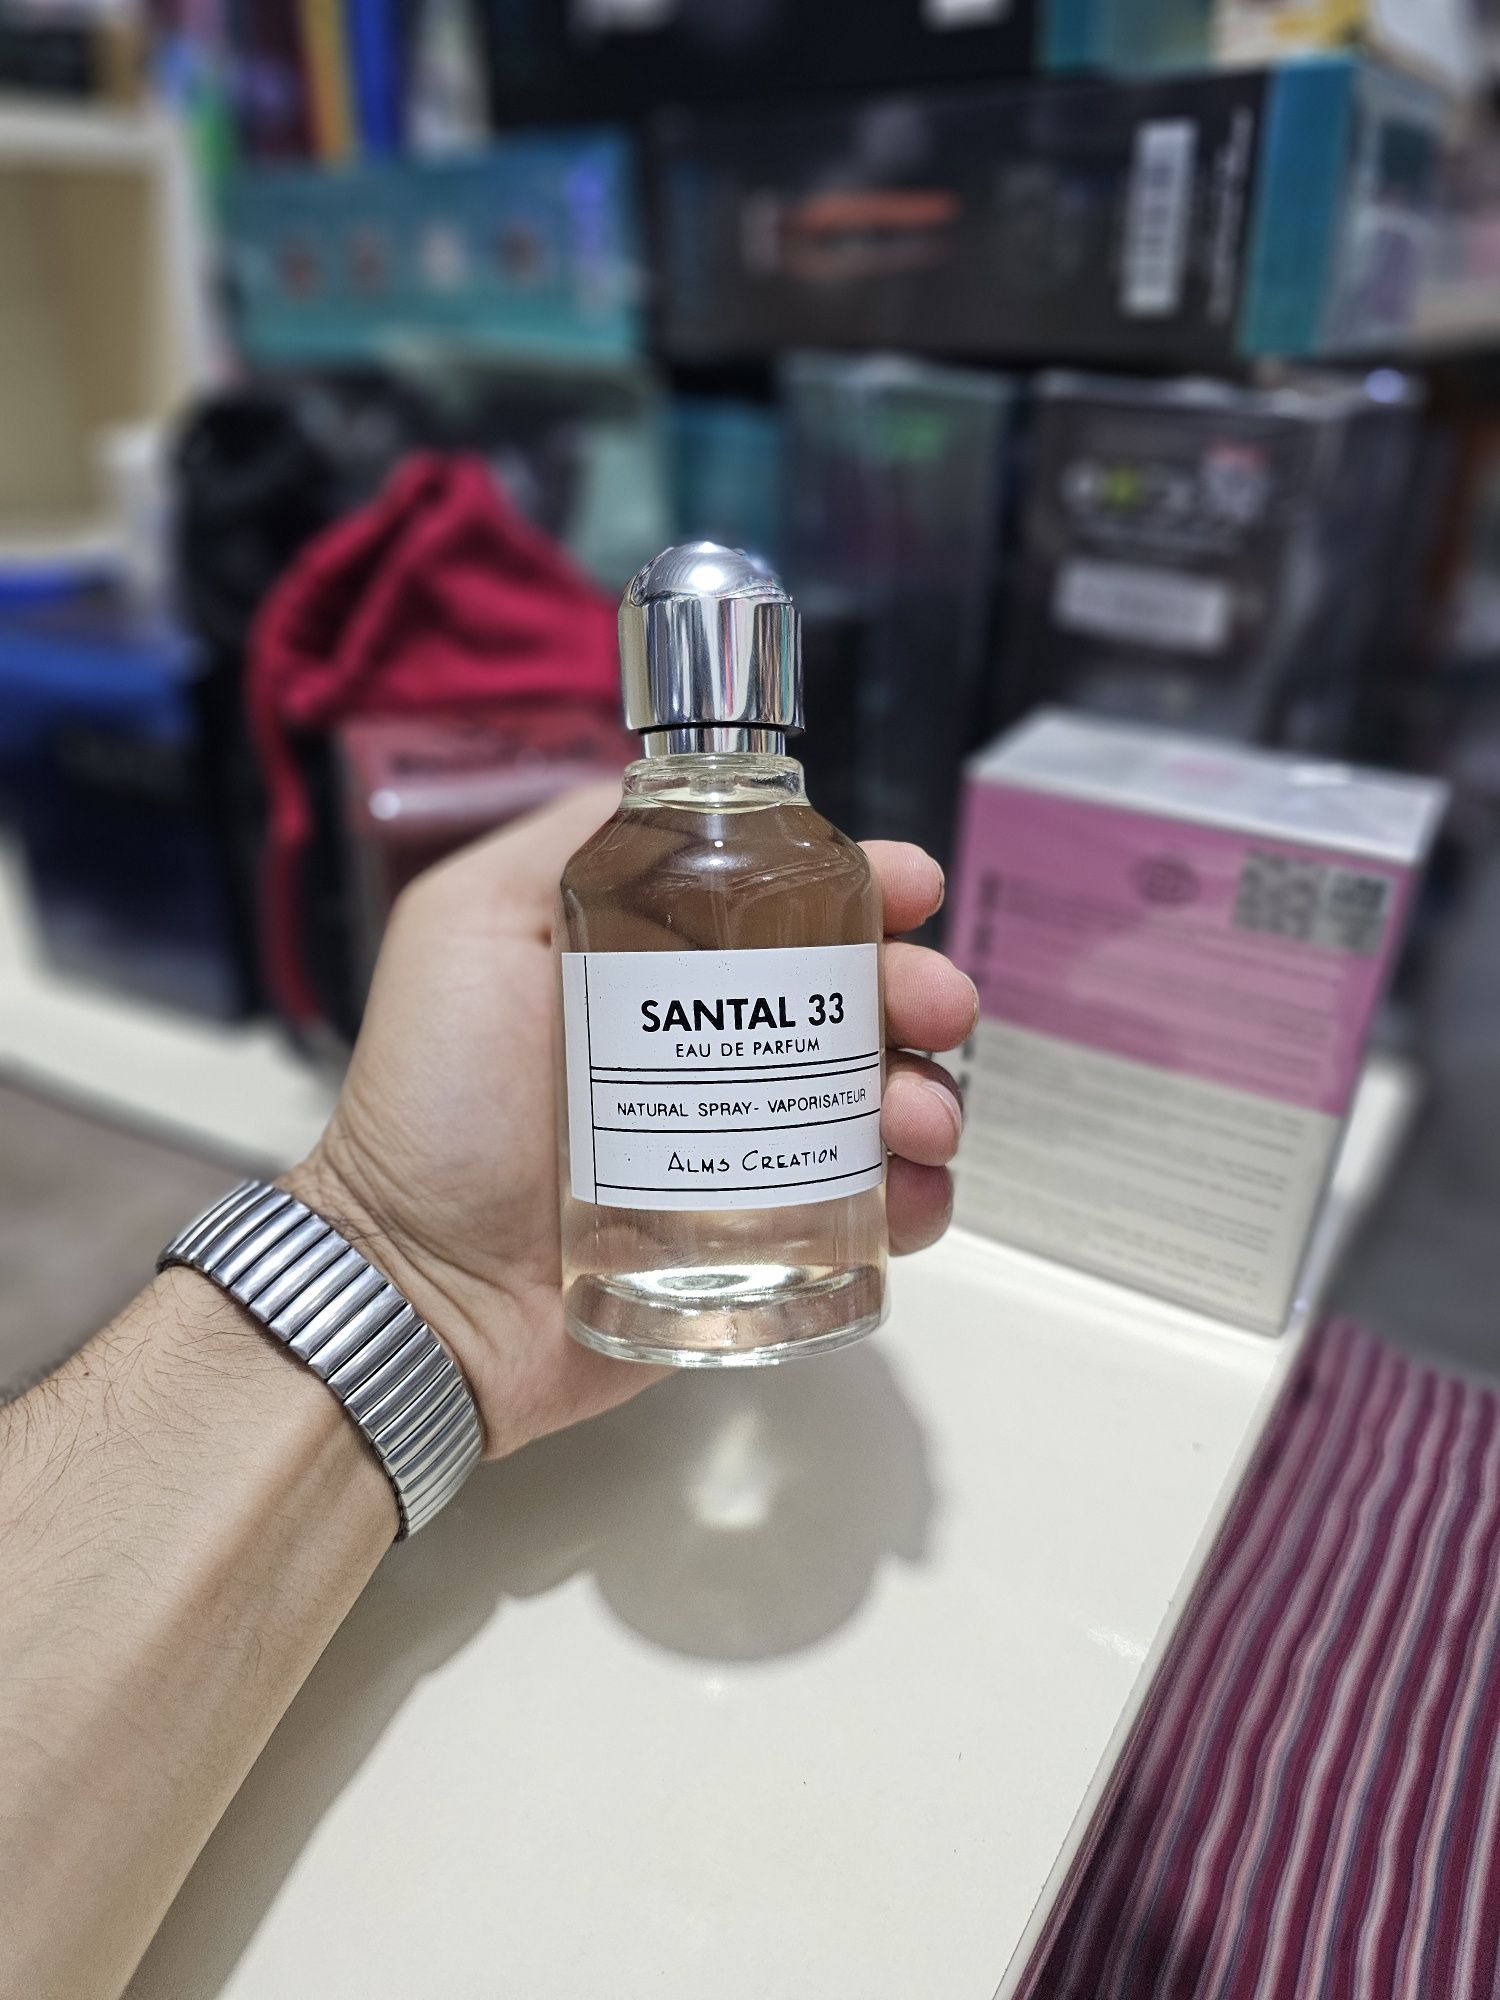 SANTAL 33
EAU DE PARFUM
NATURAL SPRAY- VAPORISATEUR
ALMS CREATION